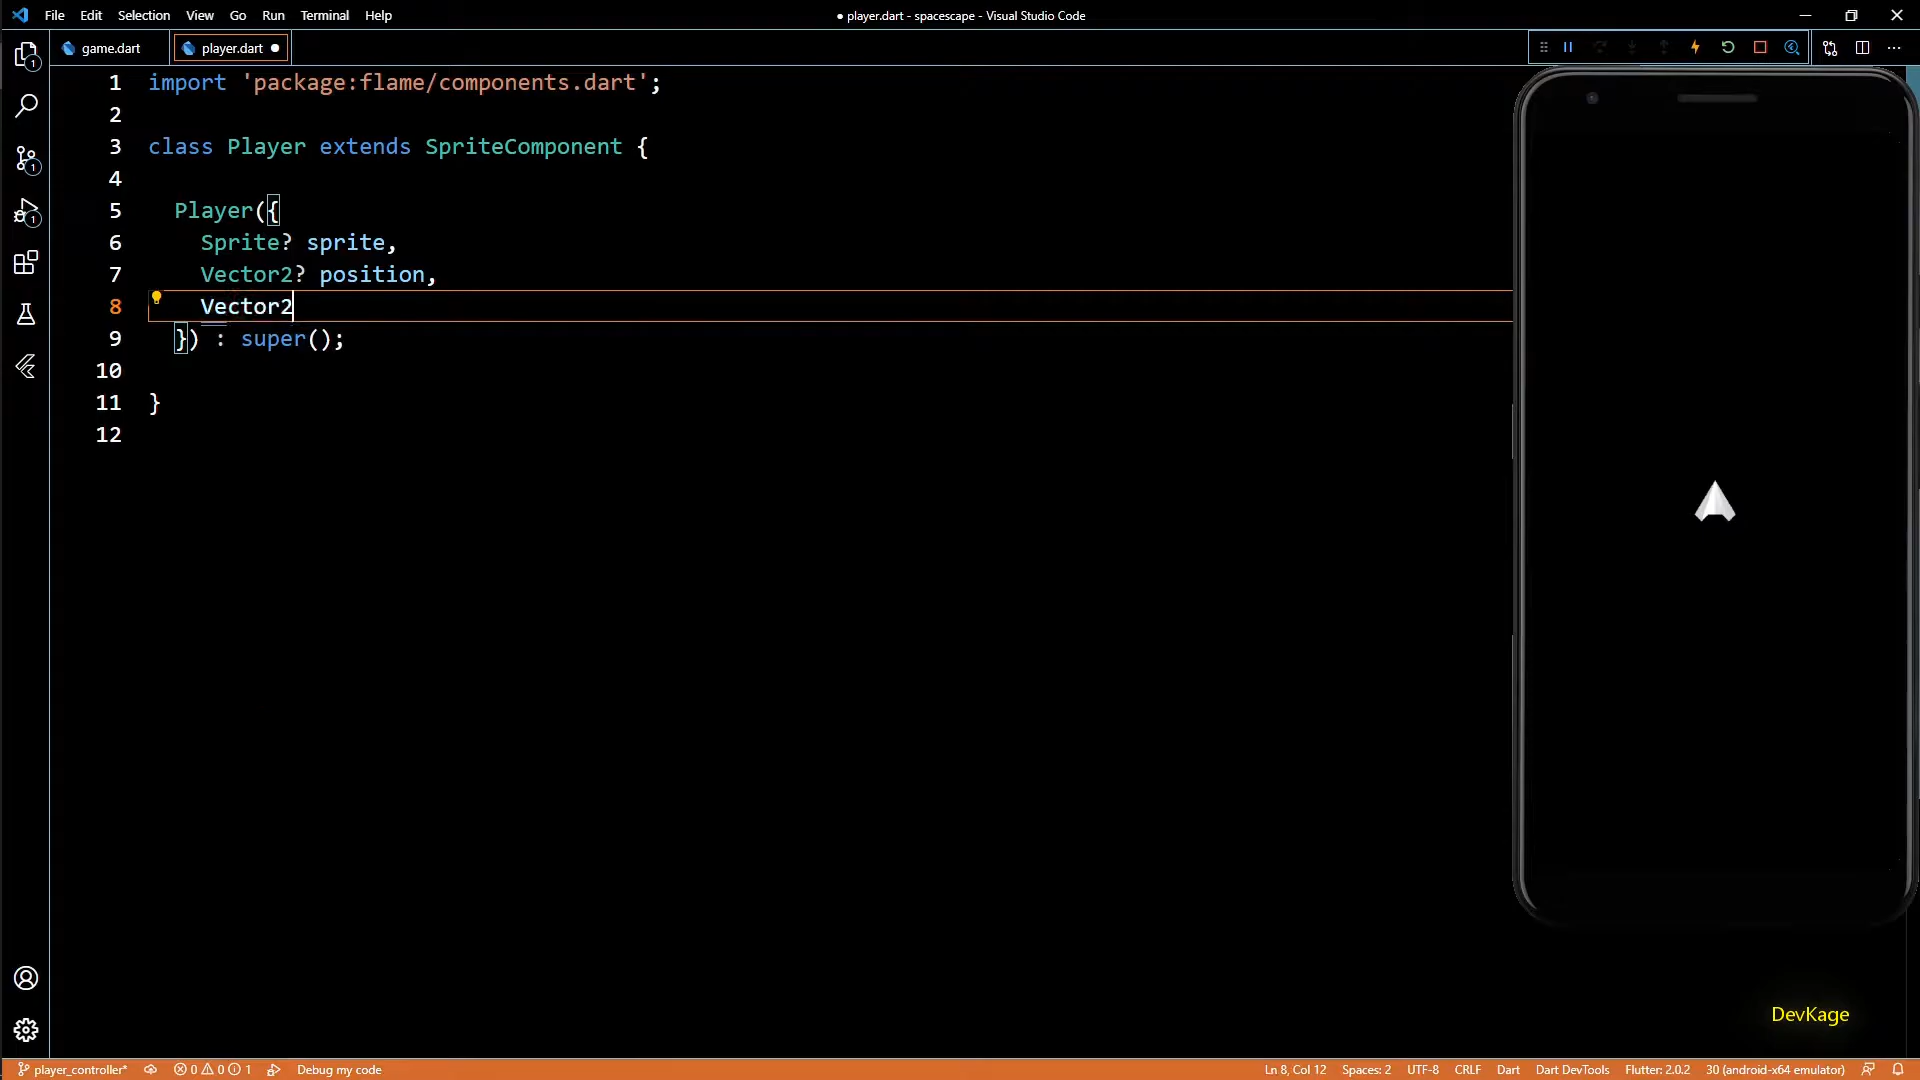 File Edit Selection View Go Run Terminal Help
● player.dart - spacescape - Visual Studio Code
game.dart
player.dart ●
1 import 'package:flame/components.dart';
2
3 class Player extends SpriteComponent {
4
5 Player({
6 Sprite? sprite,
7 Vector2? position,
8 Vector2
9 }) : super();
10
11 }
12
1
1
1
DevKage
player_controller* 0 0 1 Debug my code
Ln 8, Col 12 Spaces: 2 UTF-8 CRLF Dart Dart DevTools Flutter: 2.0.2 30 (android-x64 emulator)